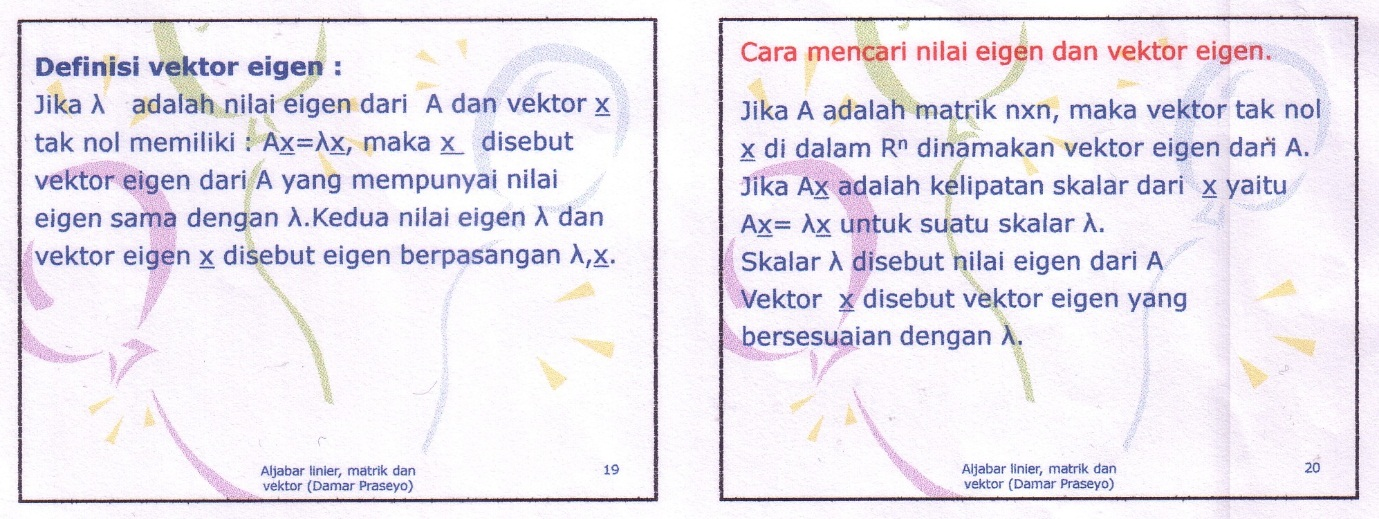 Definisi vektor eigen :
Jika λ adalah nilai eigen dari A dan vektor x
tak nol memiliki : Ax=λx, maka x disebut
vektor eigen dari A yang mempunyai nilai
eigen sama dengan λ.Kedua nilai eigen λ dan
vektor eigen x disebut eigen berpasangan λ,x.
Aljabar linier, matrik dan
vektor (Damar Praseyo)
19
Cara mencari nilai eigen dan vektor eigen.
Jika A adalah matrik nxn, maka vektor tak nol
x di dalam Rⁿ dinamakan vektor eigen dari A.
Jika Ax adalah kelipatan skalar dari x yaitu
Ax= λx untuk suatu skalar λ.
Skalar λ disebut nilai eigen dari A
Vektor x disebut vektor eigen yang
bersesuaian dengan λ.
Aljabar linier, matrik dan
vektor (Damar Praseyo)
20